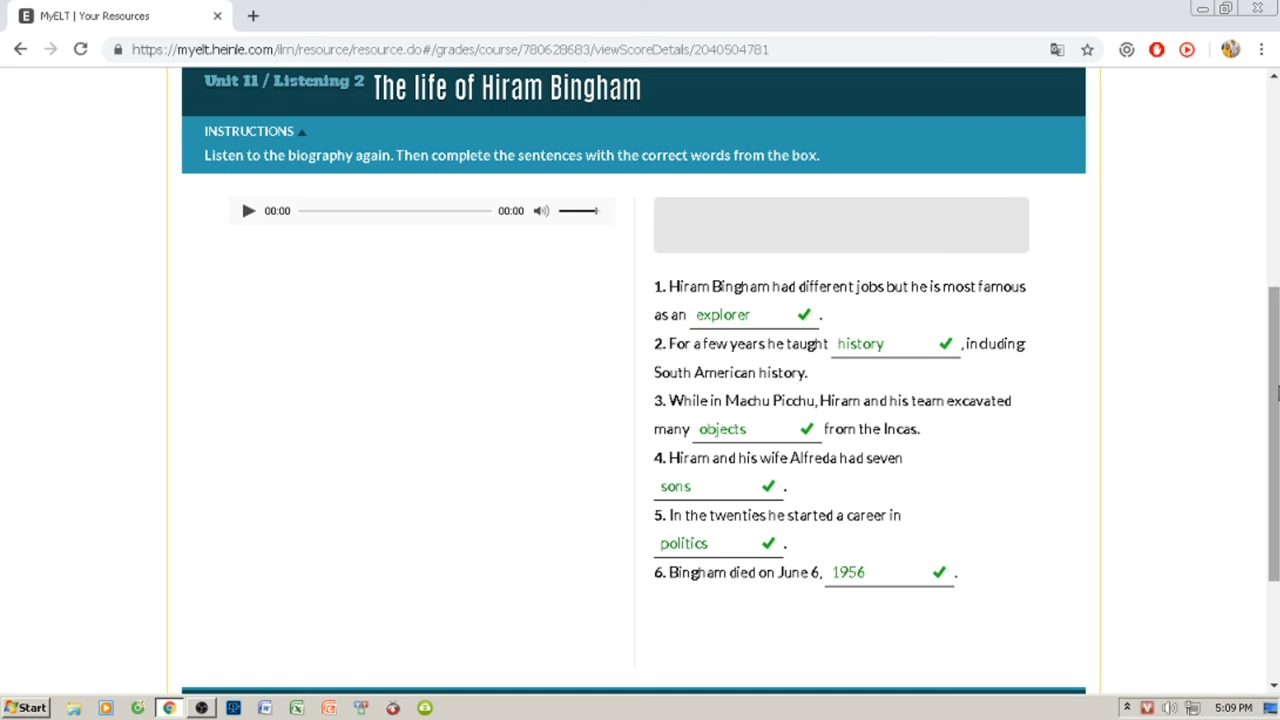 MyELT | Your Resources
https://myelt.heinle.com/ilrn/resource/resource.do#/grades/course/780628683/viewScoreDetails/2040504781
Unit 11 / Listening 2 The life of Hiram Bingham
INSTRUCTIONS
Listen to the biography again. Then complete the sentences with the correct words from the box.
00:00 00:00
1. Hiram Bingham had different jobs but he is most famous
as an explorer .
2. For a few years he taught history , including
South American history.
3. While in Machu Picchu, Hiram and his team excavated
many objects from the Incas.
4. Hiram and his wife Alfreda had seven
sons .
5. In the twenties he started a career in
politics .
6. Bingham died on June 6, 1956 .
Start
5:09 PM